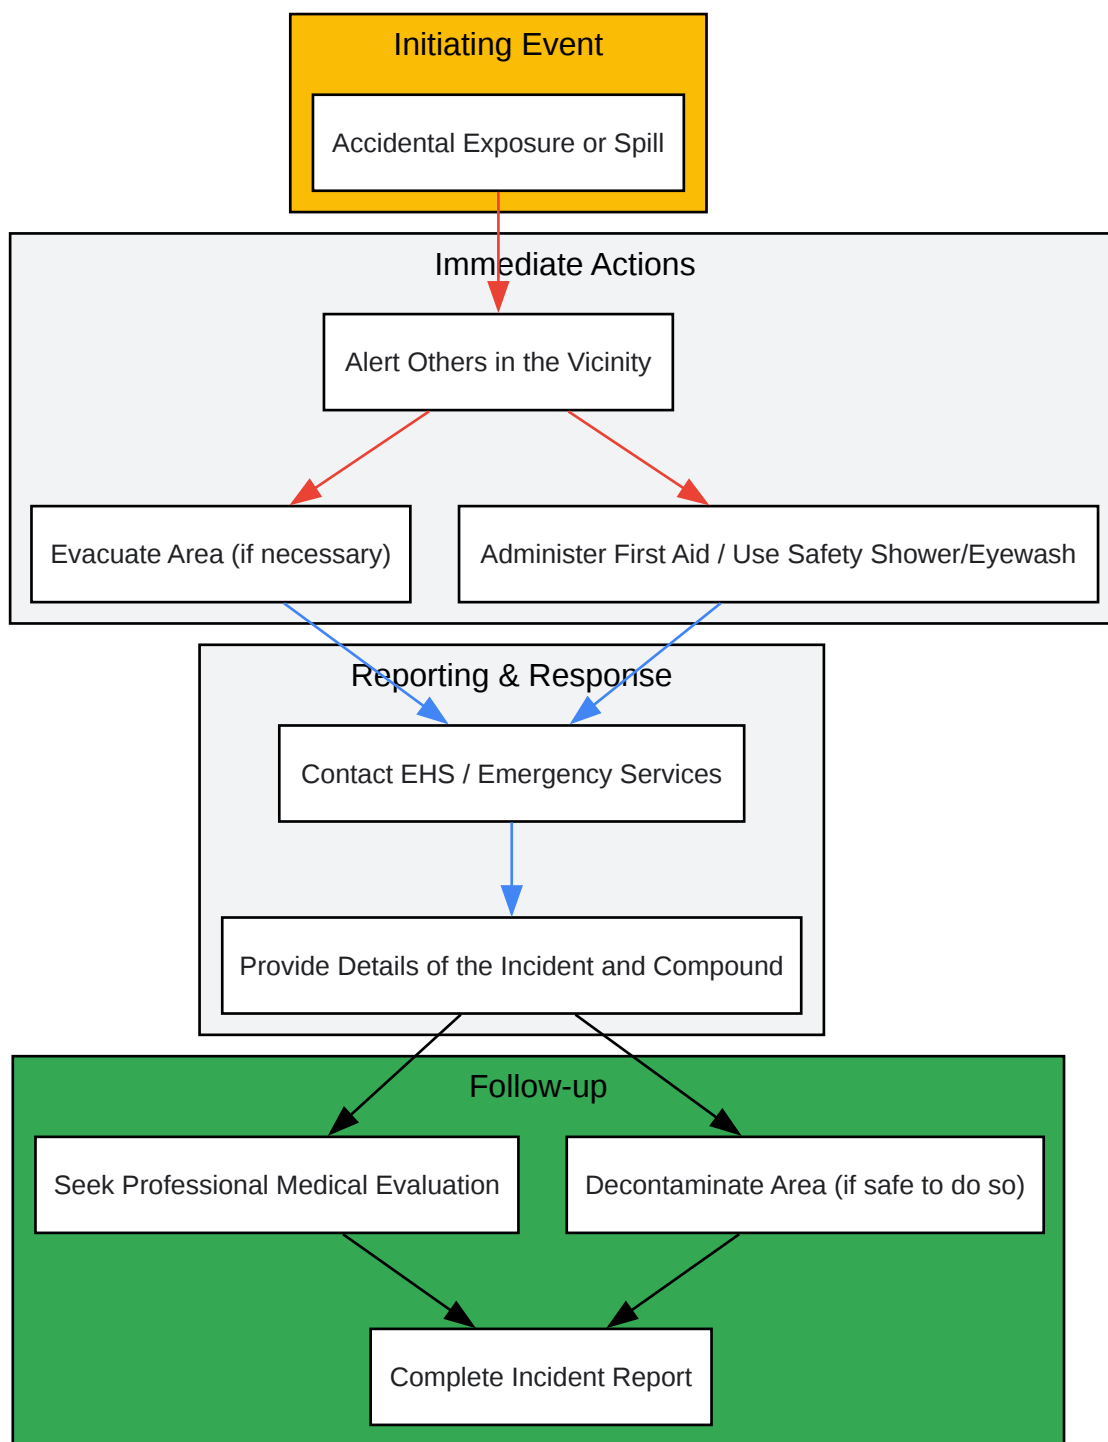 Initiating Event
Accidental Exposure or Spill
Immediate Actions
Alert Others in the Vicinity
Evacuate Area (if necessary)
Administer First Aid / Use Safety Shower/Eyewash
Reporting & Response
Contact EHS / Emergency Services
Provide Details of the Incident and Compound
Follow-up
Seek Professional Medical Evaluation
Decontaminate Area (if safe to do so)
Complete Incident Report